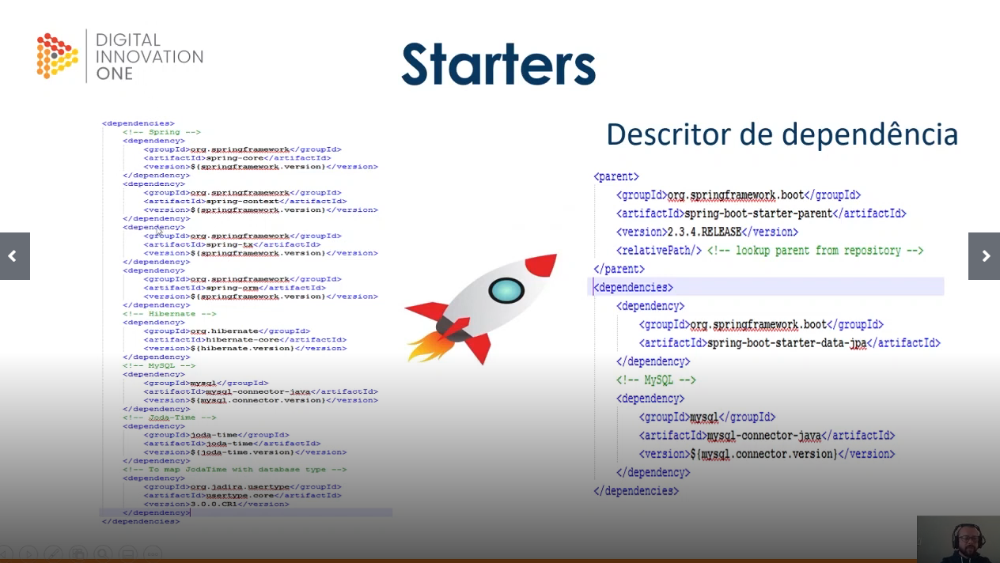 DIGITAL
INNOVATION
ONE
Starters
<dependencies>
<!-- Spring -->
<dependency>
<groupId>org.springframework</groupId>
<artifactId>spring-core</artifactId>
<version>${springframework.version}</version>
</dependency>
<dependency>
<groupId>org.springframework</groupId>
<artifactId>spring-context</artifactId>
<version>${springframework.version}</version>
</dependency>
<dependency>
<groupId>org.springframework</groupId>
<artifactId>spring-tx</artifactId>
<version>${springframework.version}</version>
</dependency>
<dependency>
<groupId>org.springframework</groupId>
<artifactId>spring-orm</artifactId>
<version>${springframework.version}</version>
</dependency>
<!-- Hibernate -->
<dependency>
<groupId>org.hibernate</groupId>
<artifactId>hibernate-core</artifactId>
<version>${hibernate.version}</version>
</dependency>
<!-- MySQL -->
<dependency>
<groupId>mysql</groupId>
<artifactId>mysql-connector-java</artifactId>
<version>${mysql.connector.version}</version>
</dependency>
<!-- Joda-Time -->
<dependency>
<groupId>joda-time</groupId>
<artifactId>joda-time</artifactId>
<version>${joda-time.version}</version>
</dependency>
<!-- To map JodaTime with database type -->
<dependency>
<groupId>org.jadira.usertype</groupId>
<artifactId>usertype.core</artifactId>
<version>3.0.0.CR1</version>
</dependency>
</dependencies>
Descritor de dependência
<parent>
<groupId>org.springframework.boot</groupId>
<artifactId>spring-boot-starter-parent</artifactId>
<version>2.3.4.RELEASE</version>
<relativePath/> <!-- lookup parent from repository -->
</parent>
<dependencies>
<dependency>
<groupId>org.springframework.boot</groupId>
<artifactId>spring-boot-starter-data-jpa</artifactId>
</dependency>
<!-- MySQL -->
<dependency>
<groupId>mysql</groupId>
<artifactId>mysql-connector-java</artifactId>
<version>${mysql.connector.version}</version>
</dependency>
</dependencies>